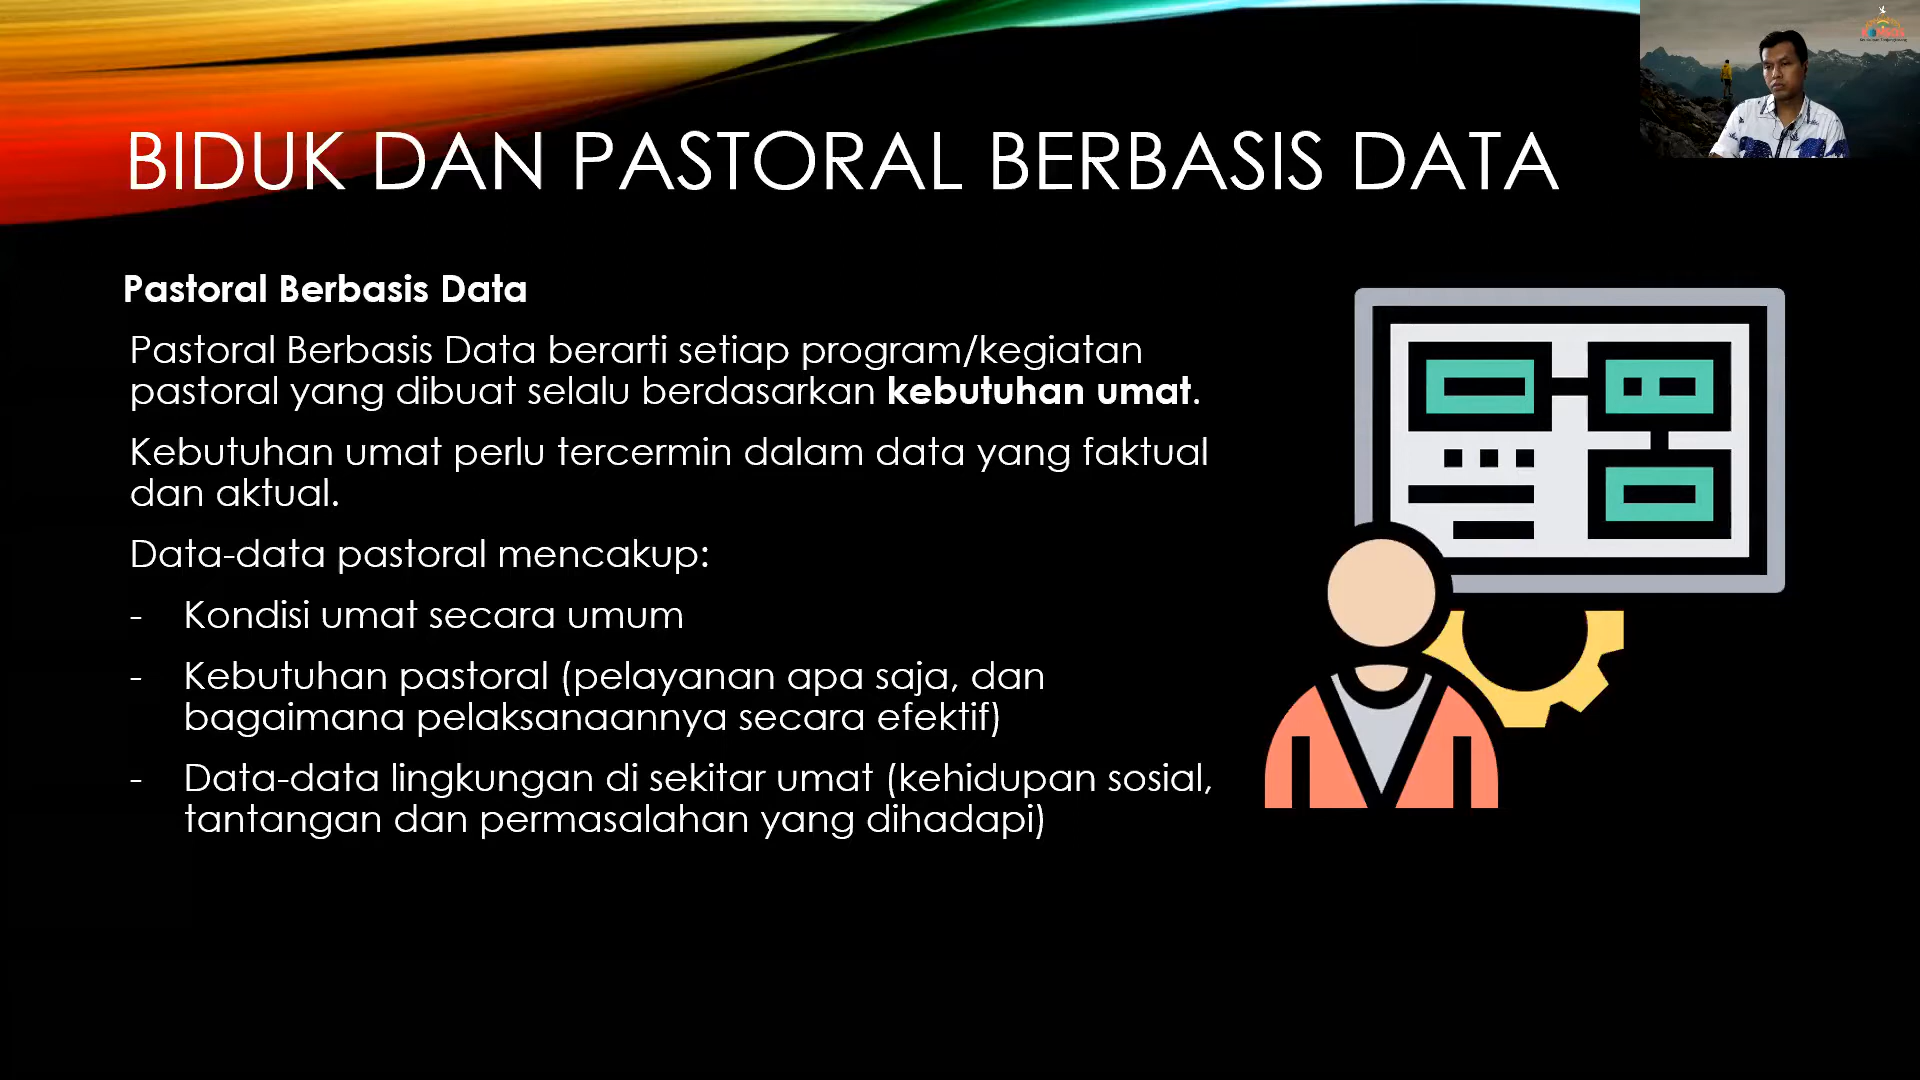 BIDUK DAN PASTORAL BERBASIS DATA
Pastoral Berbasis Data
Pastoral Berbasis Data berarti setiap program/kegiatan
pastoral yang dibuat selalu berdasarkan kebutuhan umat.
Kebutuhan umat perlu tercermin dalam data yang faktual
dan aktual.
Data-data pastoral mencakup:
- Kondisi umat secara umum
- Kebutuhan pastoral (pelayanan apa saja, dan
bagaimana pelaksanaannya secara efektif)
- Data-data lingkungan di sekitar umat (kehidupan sosial,
tantangan dan permasalahan yang dihadapi)